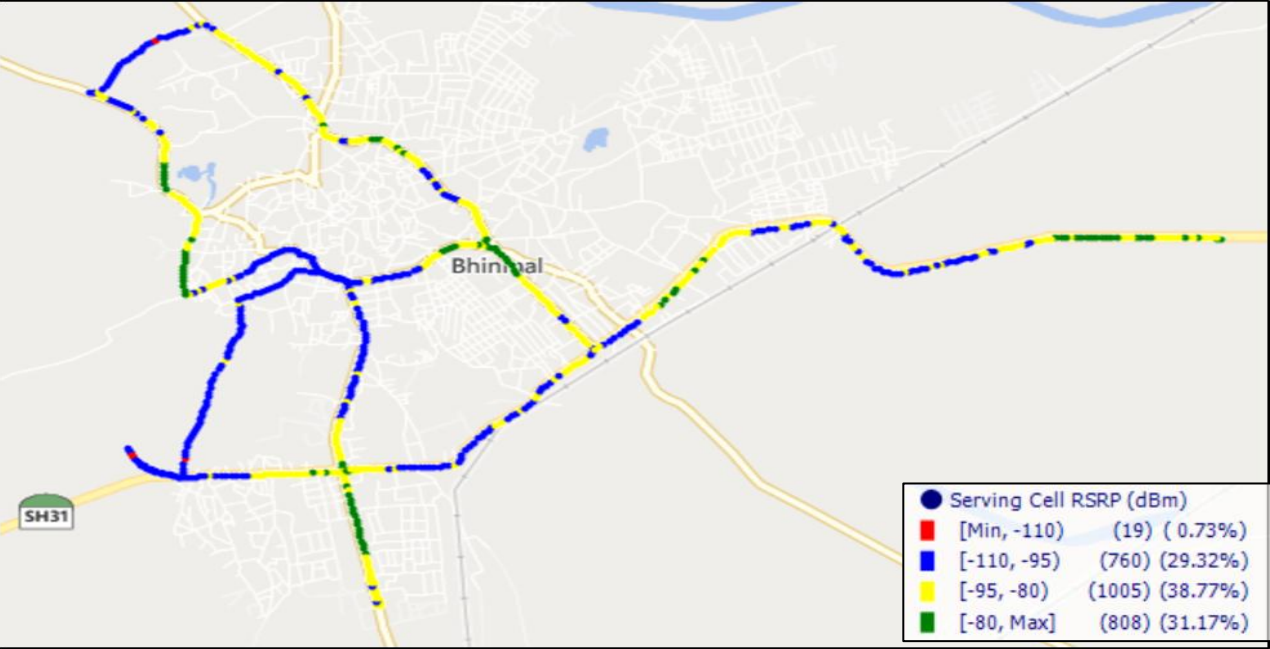 Bhinmal
SH31
Serving Cell RSRP (dBm)
[Min, -110) (19) ( 0.73%)
[-110, -95) (760) (29.32%)
[-95, -80) (1005) (38.77%)
[-80, Max] (808) (31.17%)